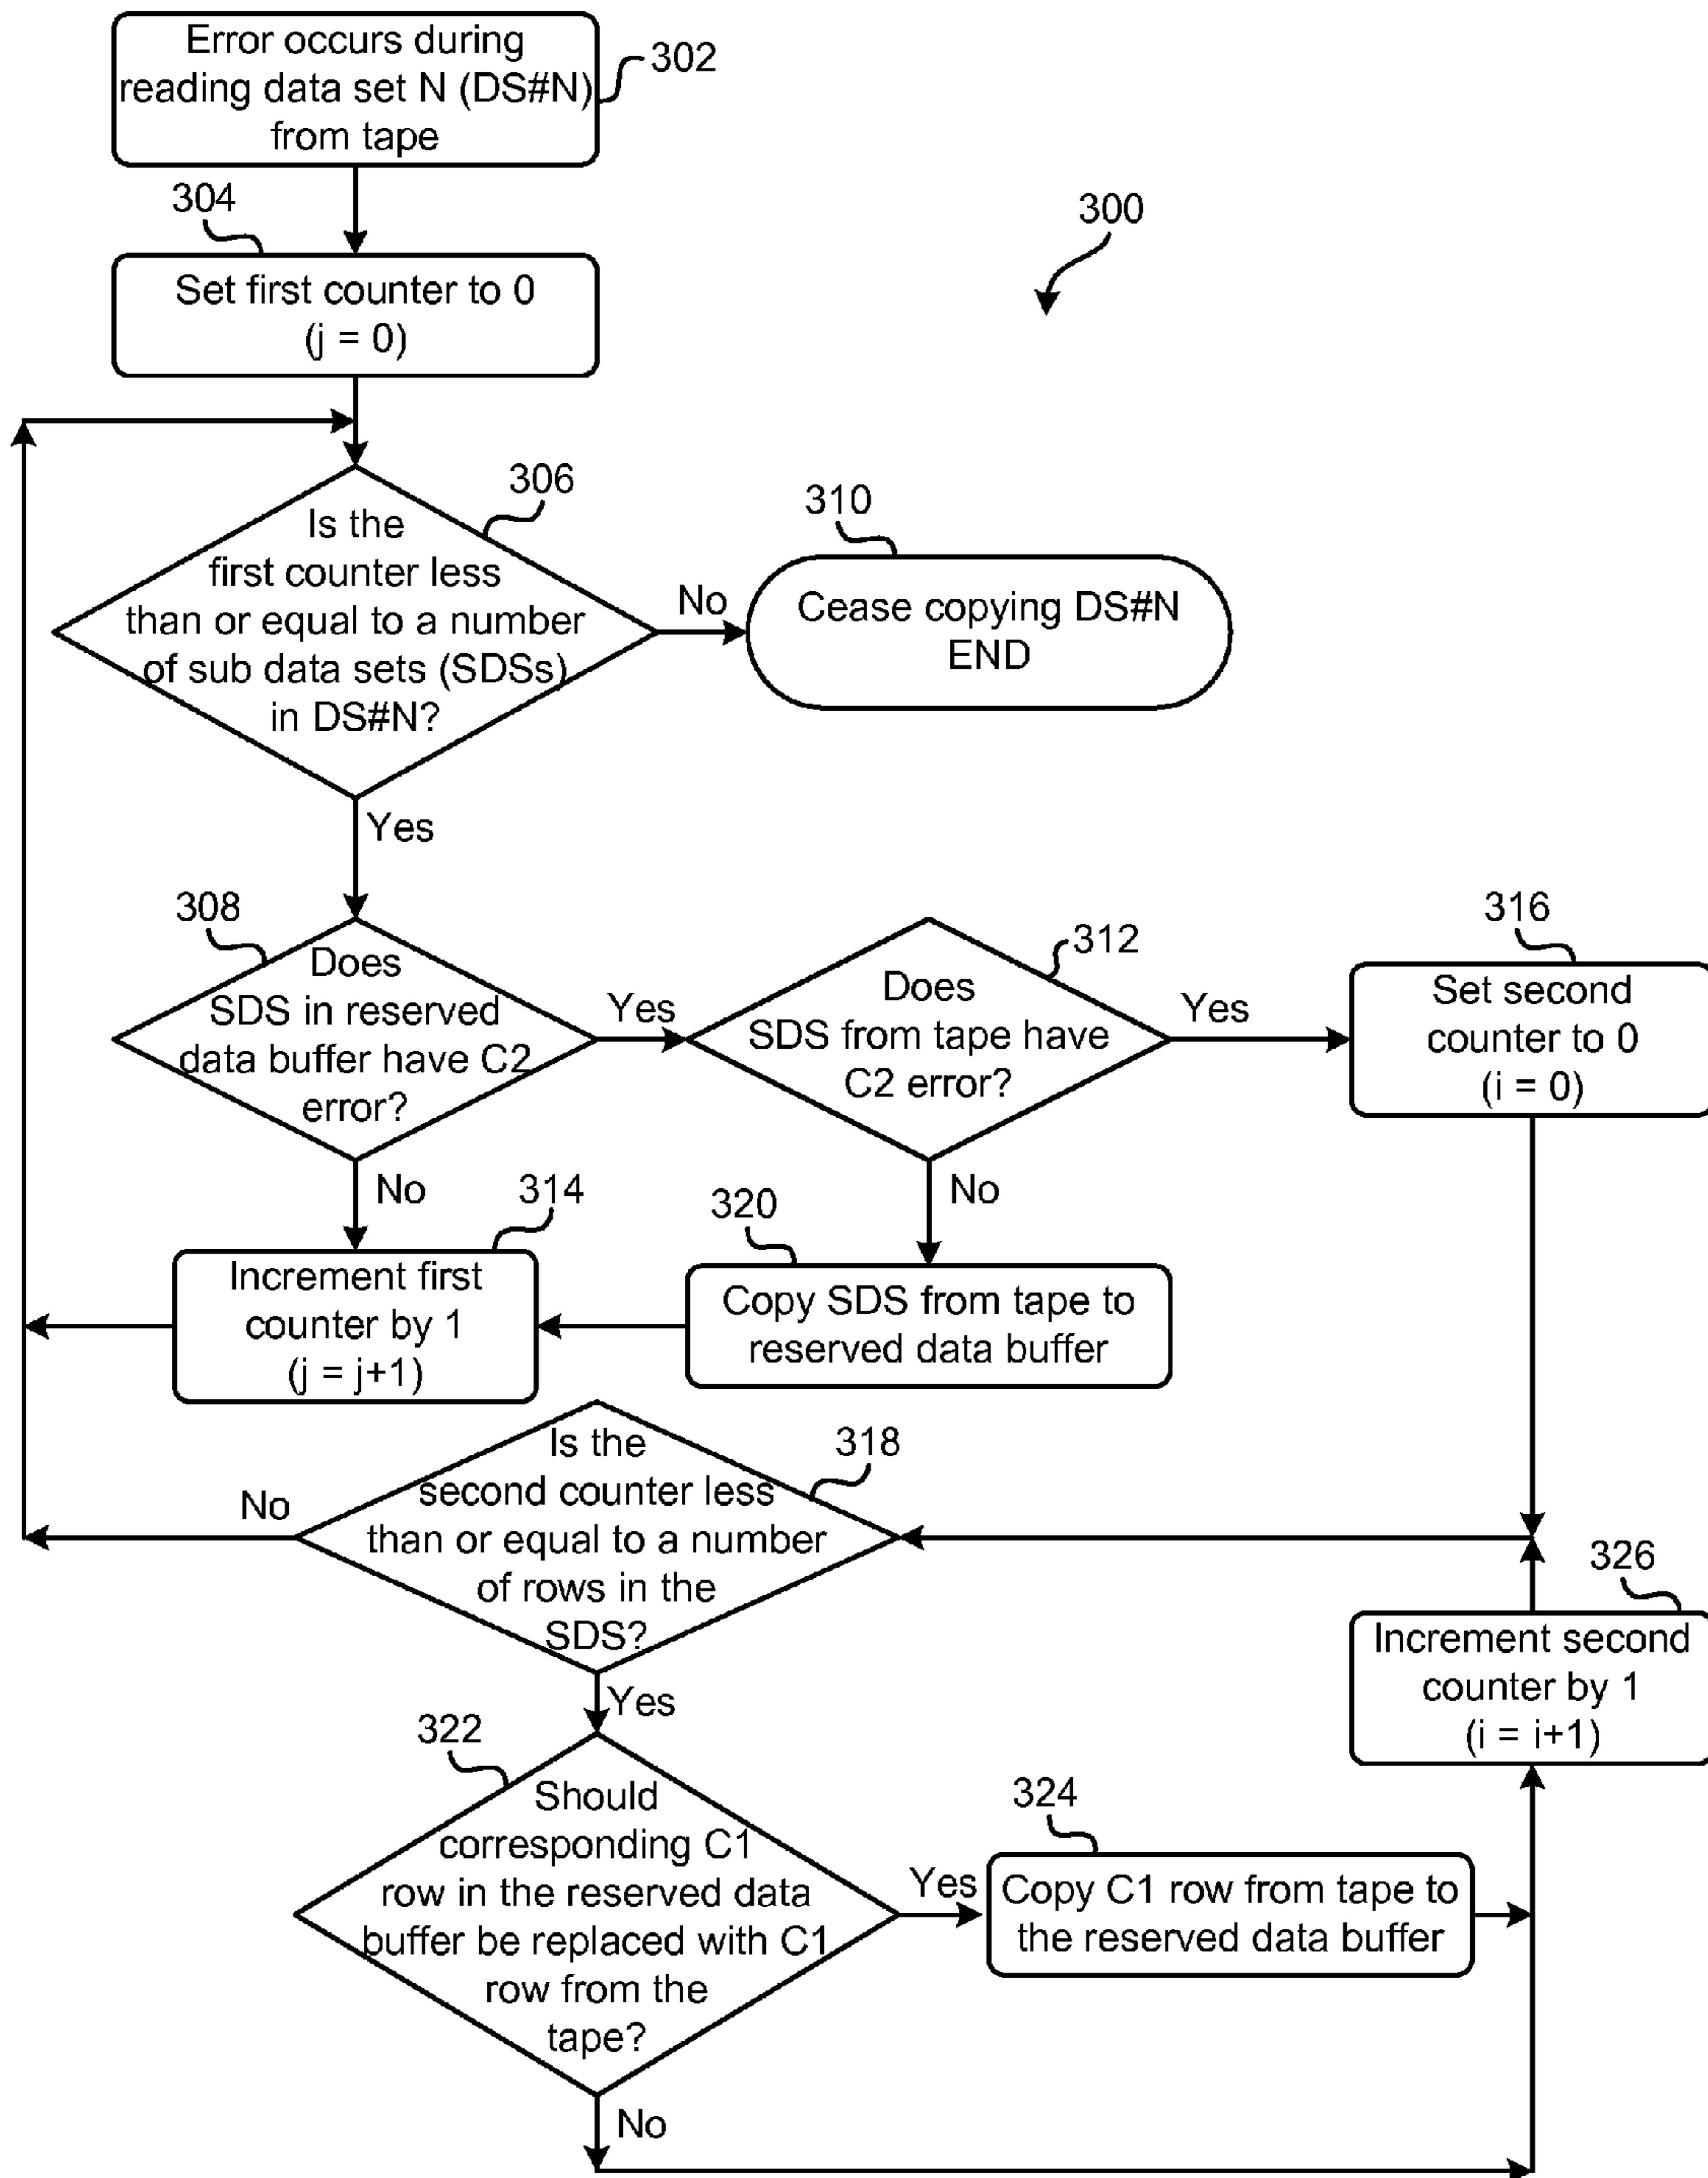 Error occurs during
reading data set N (DS#N)
from tape
302
304
Set first counter to 0
(j = 0)
300
306
Is the
first counter less
than or equal to a number
of sub data sets (SDSs)
in DS#N?
No
310
Cease copying DS#N
END
Yes
308
Does
SDS in reserved
data buffer have C2
error?
Yes
312
Does
SDS from tape have
C2 error?
Yes
316
Set second
counter to 0
(i = 0)
No
314
Increment first
counter by 1
(j = j+1)
No
320
Copy SDS from tape to
reserved data buffer
318
Is the
second counter less
than or equal to a number
of rows in the
SDS?
No
Yes
326
Increment second
counter by 1
(i = i+1)
322
Should
corresponding C1
row in the reserved data
buffer be replaced with C1
row from the
tape?
Yes
324
Copy C1 row from tape to
the reserved data buffer
No